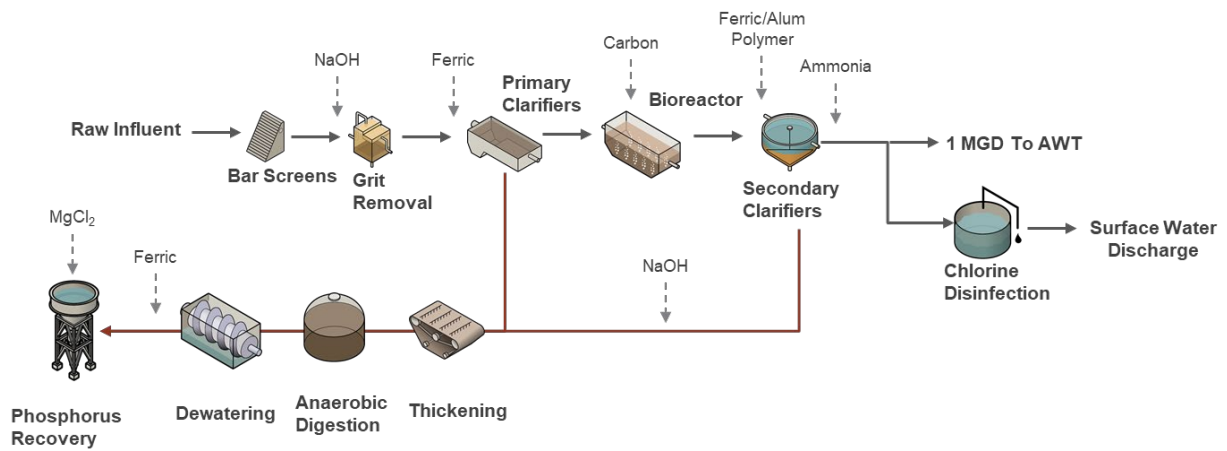 Ferric/Alum
Polymer
Carbon
NaOH
Ferric
Ammonia
Primary
Clarifiers
Bioreactor
Raw Influent
1 MGD To AWT
Bar Screens
Grit
Removal
Secondary
Clarifiers
MgCl₂
Surface Water
Discharge
Ferric
NaOH
Chlorine
Disinfection
Phosphorus
Recovery
Dewatering
Anaerobic
Digestion
Thickening